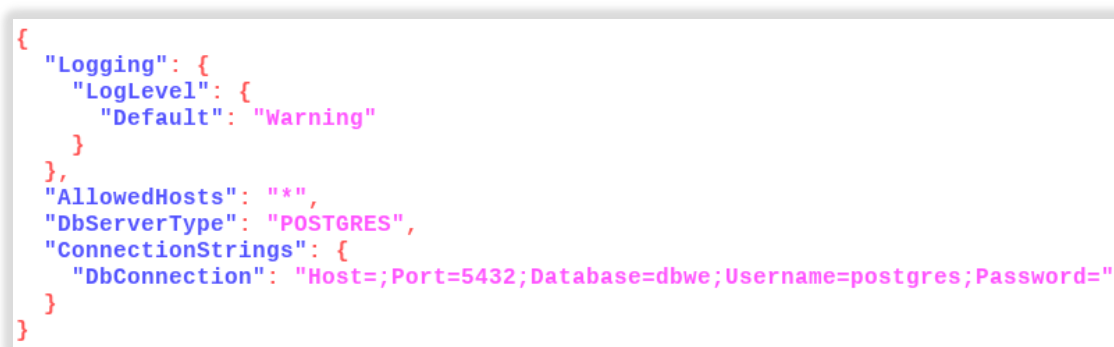 {
"Logging": {
"LogLevel": {
"Default": "Warning"
}
},
"AllowedHosts": "*",
"DbServerType": "POSTGRES",
"ConnectionStrings": {
"DbConnection": "Host=;Port=5432;Database=dbwe;Username=postgres;Password="
}
}